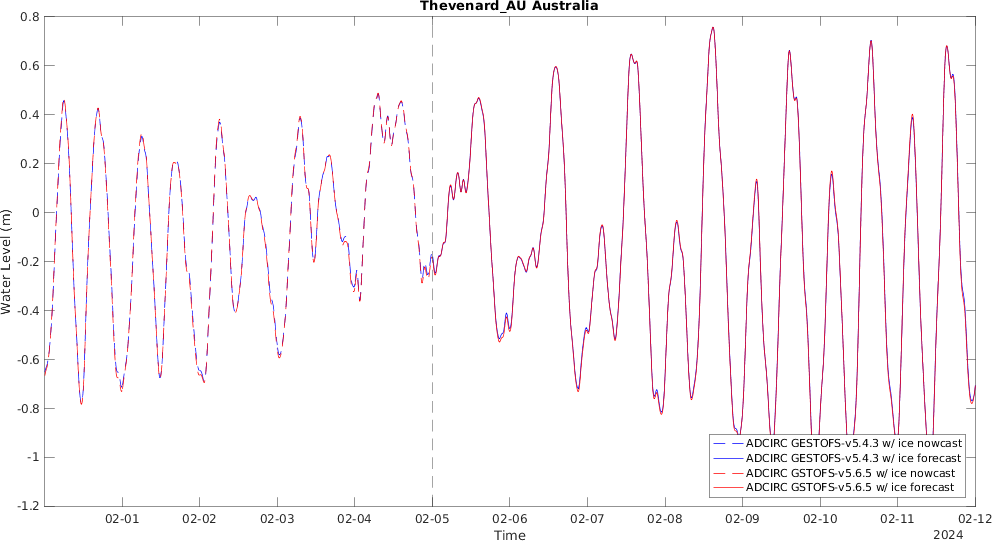 Thevenard_AU Australia
0.8
0.6
0.4
0.2
0
-0.2
-0.4
-0.6
-0.8
-1
-1.2
Water Level (m)
ADCIRC GESTOFS-v5.4.3 w/ ice nowcast
ADCIRC GESTOFS-v5.4.3 w/ ice forecast
ADCIRC GSTOFS-v5.6.5 w/ ice nowcast
ADCIRC GSTOFS-v5.6.5 w/ ice forecast
02-01 02-02 02-03 02-04 02-05 02-06 02-07 02-08 02-09 02-10 02-11 02-12
Time
2024